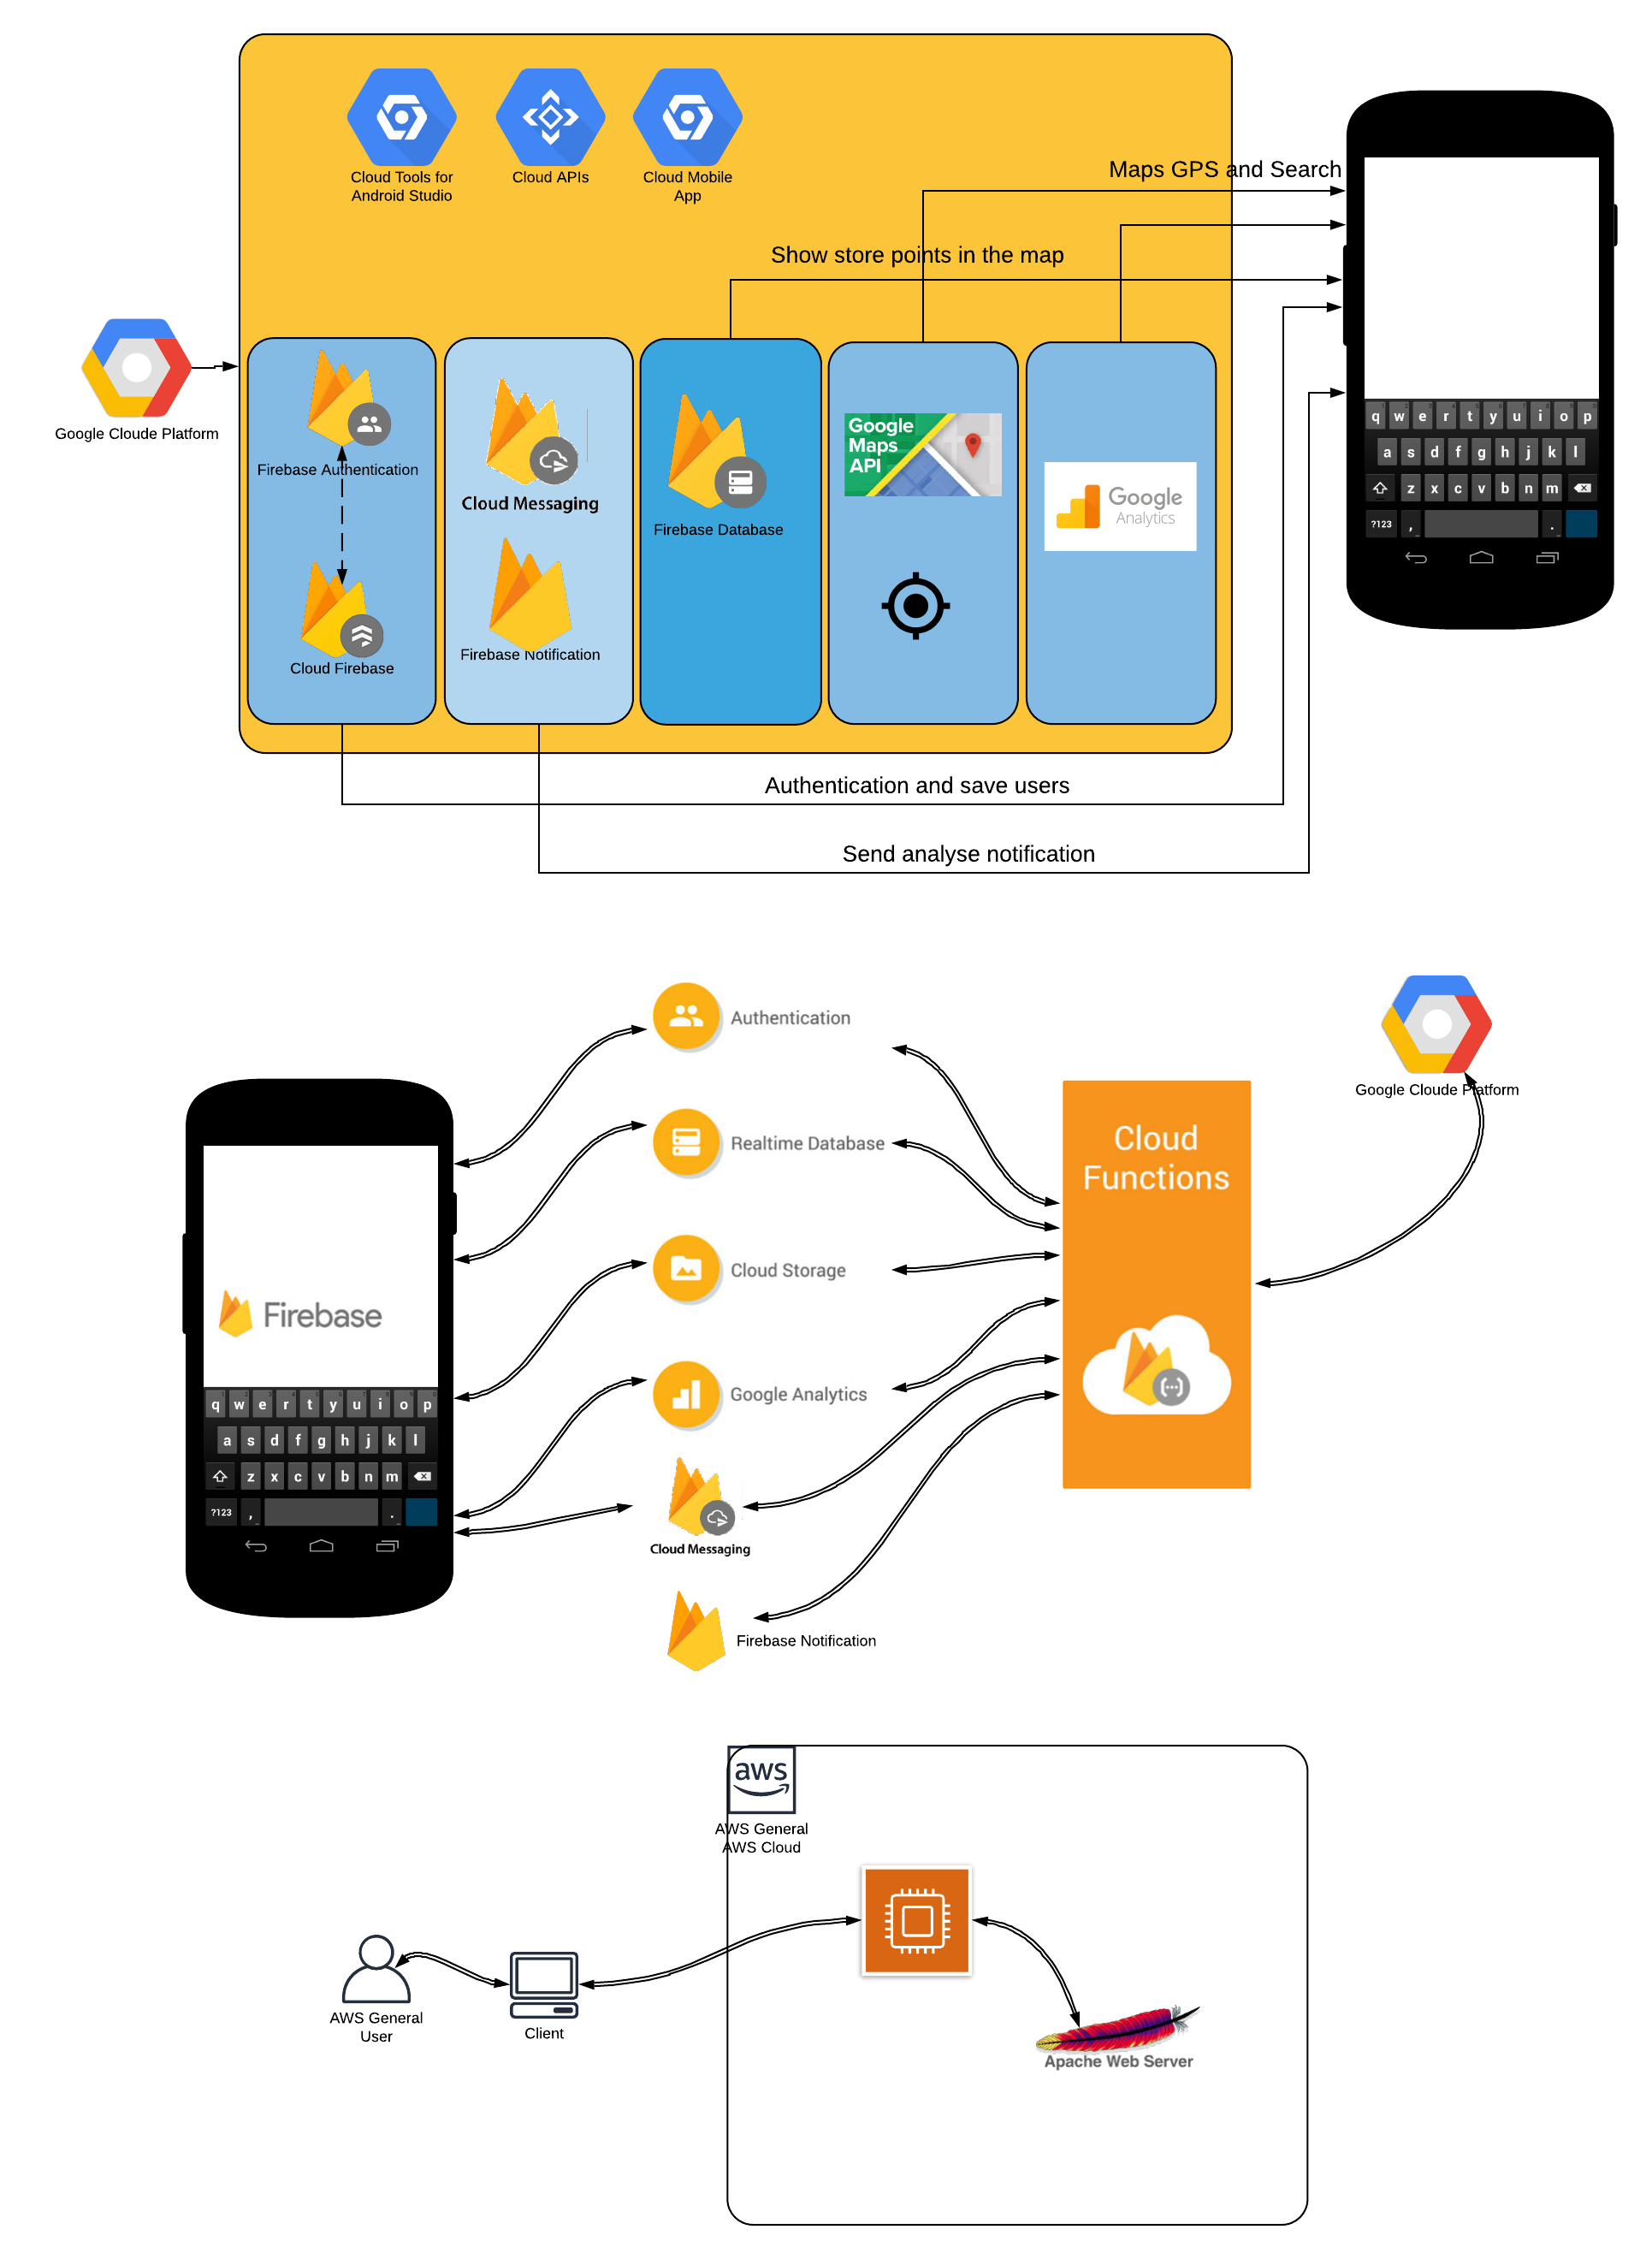 Cloud Tools for
Android Studio
Cloud APIs
Cloud Mobile
App
Maps GPS and Search
Show store points in the map
Google Cloude Platform
Firebase Authentication
Cloud Firebase
Cloud Messaging
Firebase Notification
Firebase Database
Google
Maps
API
Google
Analytics
q w e r t y u i o p
a s d f g h j k l
z x c v b n m
?123 , .
Authentication and save users
Send analyse notification
Authentication
Realtime Database
Cloud Storage
Google Analytics
Cloud Messaging
Firebase Notification
Cloud
Functions
Google Cloude Platform
Firebase
q w e r t y u i o p
a s d f g h j k l
z x c v b n m
?123 , .
aws
AWS General
AWS Cloud
AWS General
User
Client
Apache Web Server